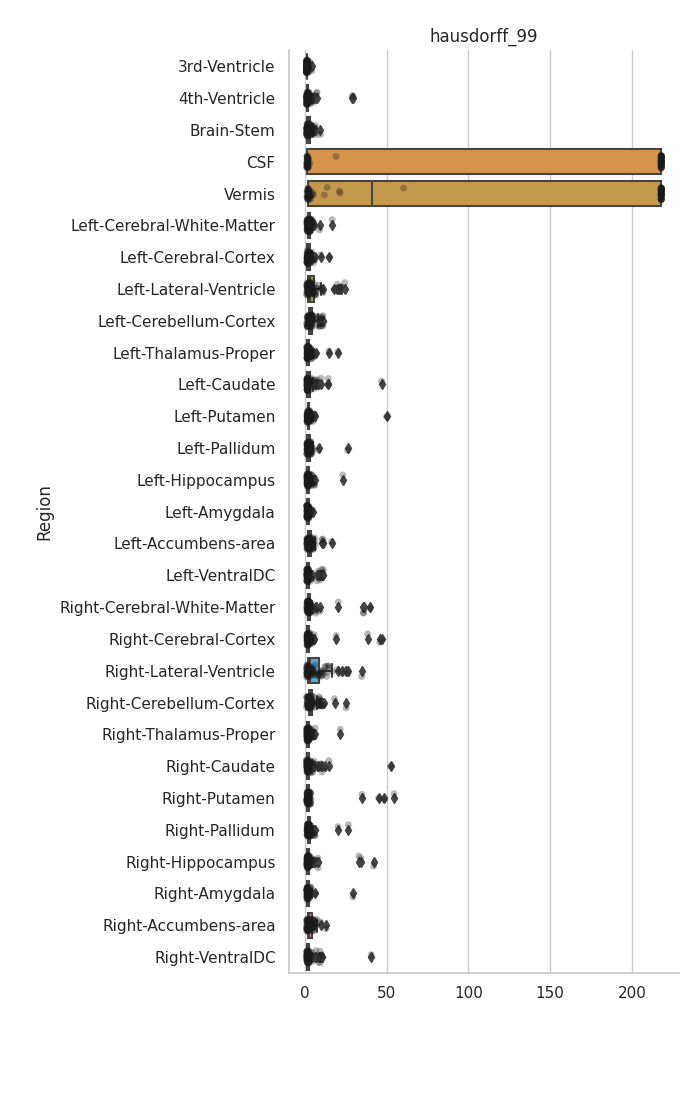 hausdorff_99
3rd-Ventricle
4th-Ventricle
Brain-Stem
CSF
Vermis
Left-Cerebral-White-Matter
Left-Cerebral-Cortex
Left-Lateral-Ventricle
Left-Cerebellum-Cortex
Left-Thalamus-Proper
Left-Caudate
Left-Putamen
Left-Pallidum
Left-Hippocampus
Left-Amygdala
Left-Accumbens-area
Left-VentralDC
Right-Cerebral-White-Matter
Right-Cerebral-Cortex
Right-Lateral-Ventricle
Right-Cerebellum-Cortex
Right-Thalamus-Proper
Right-Caudate
Right-Putamen
Right-Pallidum
Right-Hippocampus
Right-Amygdala
Right-Accumbens-area
Right-VentralDC
Region
0 50 100 150 200